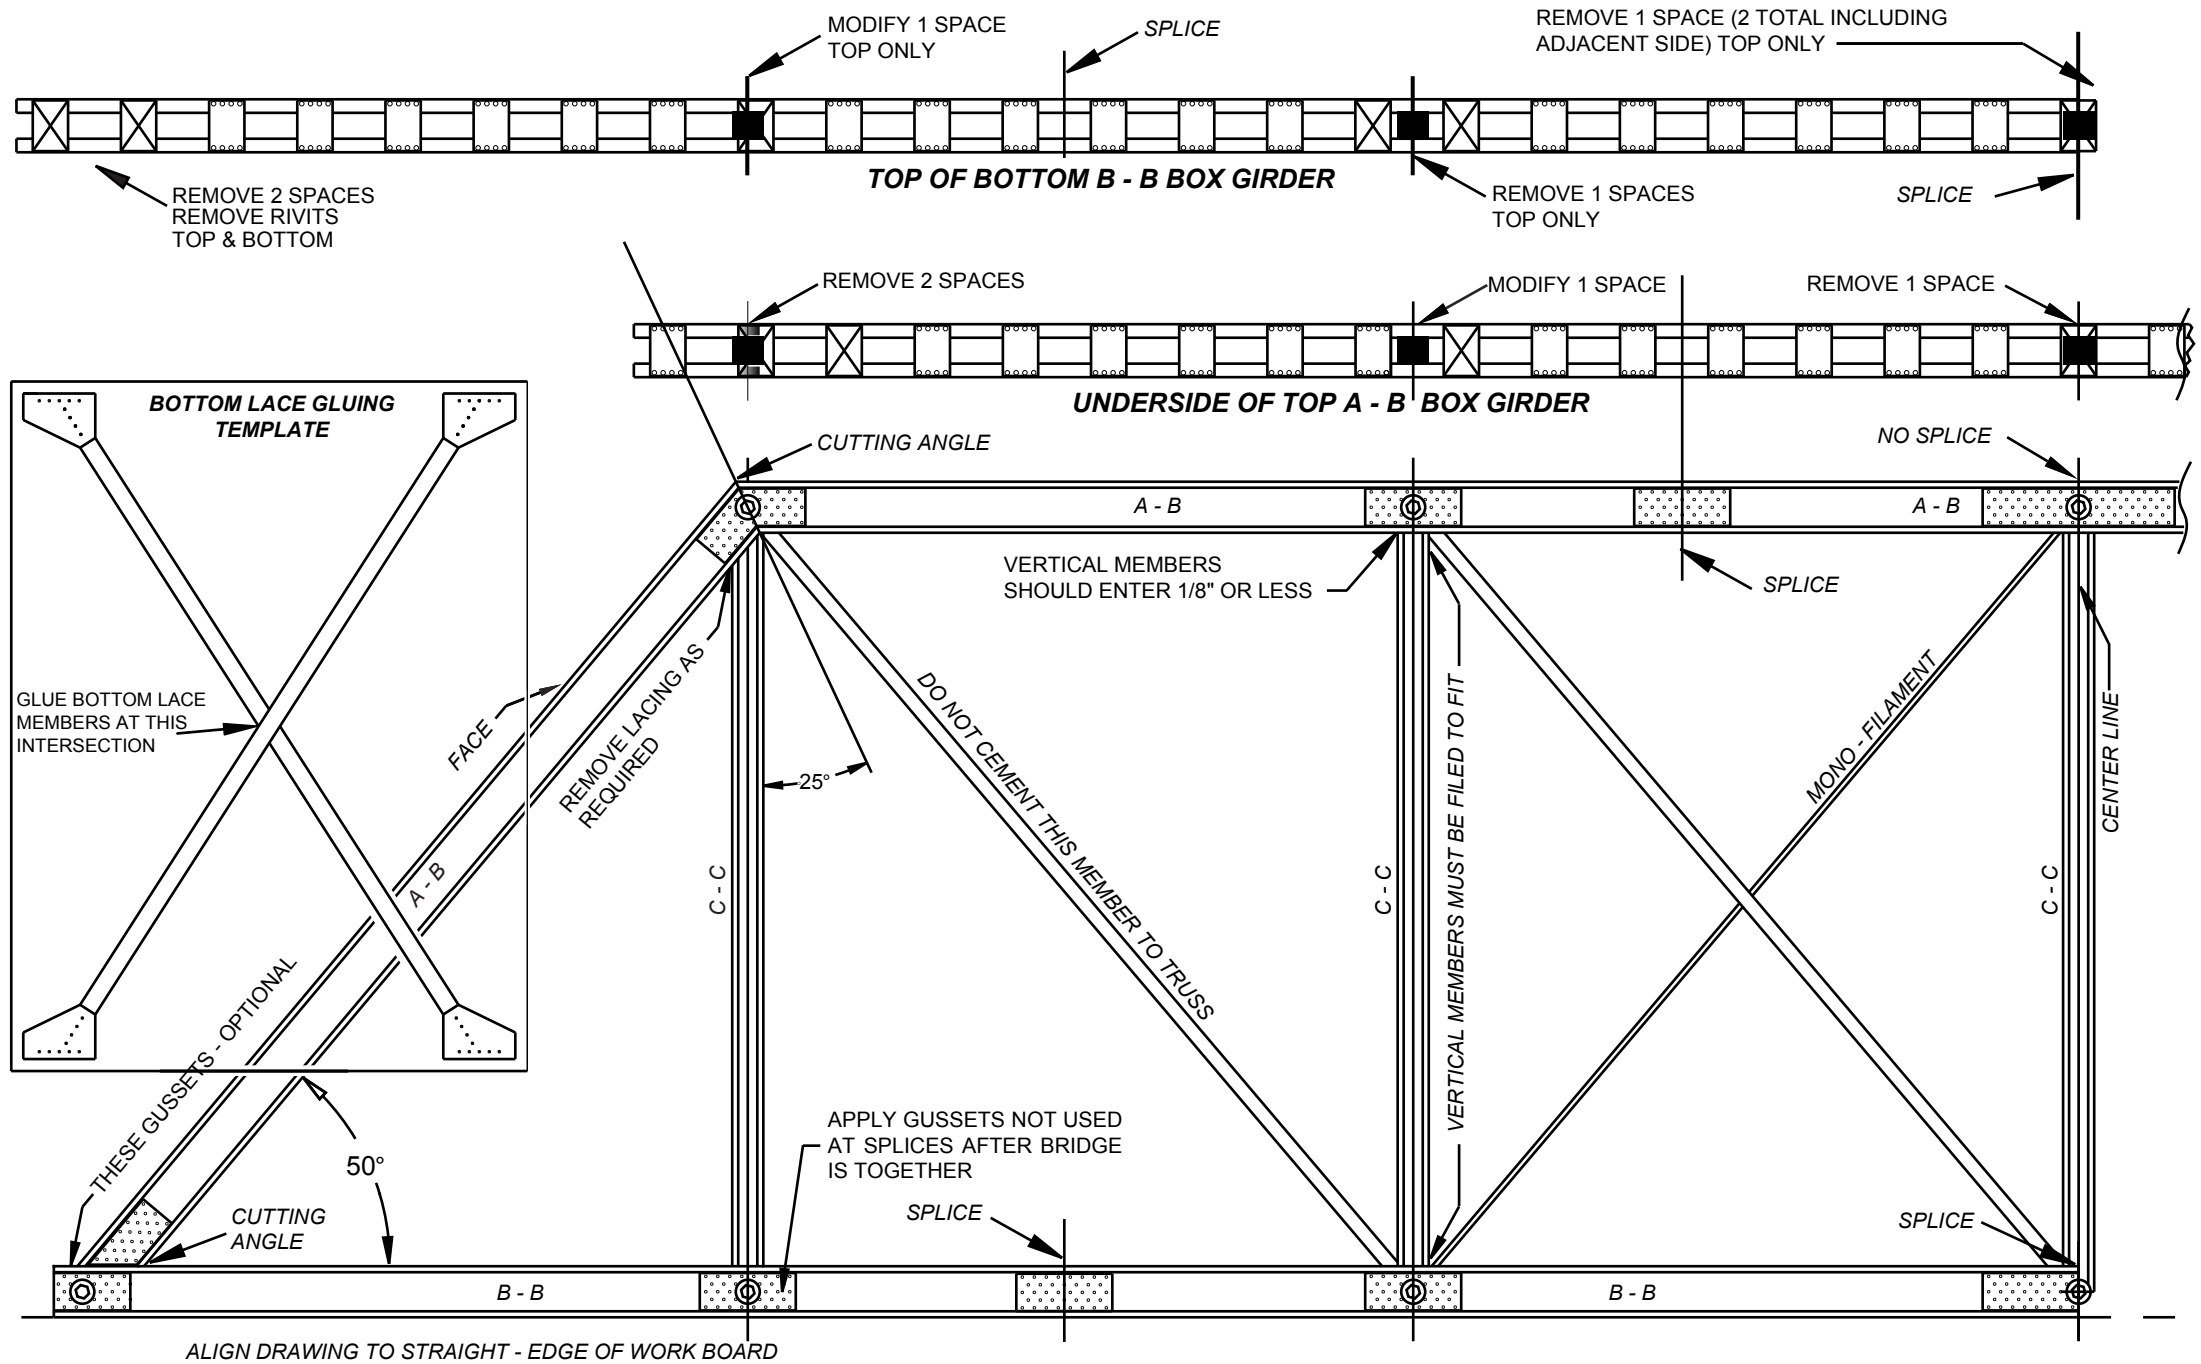 MODIFY 1 SPACE
TOP ONLY
SPLICE
REMOVE 1 SPACE (2 TOTAL INCLUDING
ADJACENT SIDE) TOP ONLY
TOP OF BOTTOM B - B BOX GIRDER
REMOVE 2 SPACES
REMOVE RIVITS
TOP & BOTTOM
REMOVE 1 SPACES
TOP ONLY
SPLICE
REMOVE 2 SPACES
MODIFY 1 SPACE
REMOVE 1 SPACE
UNDERSIDE OF TOP A - B BOX GIRDER
BOTTOM LACE GLUING
TEMPLATE
GLUE BOTTOM LACE
MEMBERS AT THIS
INTERSECTION
CUTTING ANGLE
NO SPLICE
A - B
A - B
VERTICAL MEMBERS
SHOULD ENTER 1/8" OR LESS
SPLICE
FACE
REMOVE LACING AS
REQUIRED
25°
DO NOT CEMENT THIS MEMBER TO TRUSS
VERTICAL MEMBERS MUST BE FILED TO FIT
MONO - FILAMENT
CENTER LINE
A - B
C - C
C - C
C - C
THESE GUSSETS - OPTIONAL
50°
CUTTING
ANGLE
APPLY GUSSETS NOT USED
AT SPLICES AFTER BRIDGE
IS TOGETHER
SPLICE
SPLICE
B - B
B - B
ALIGN DRAWING TO STRAIGHT - EDGE OF WORK BOARD